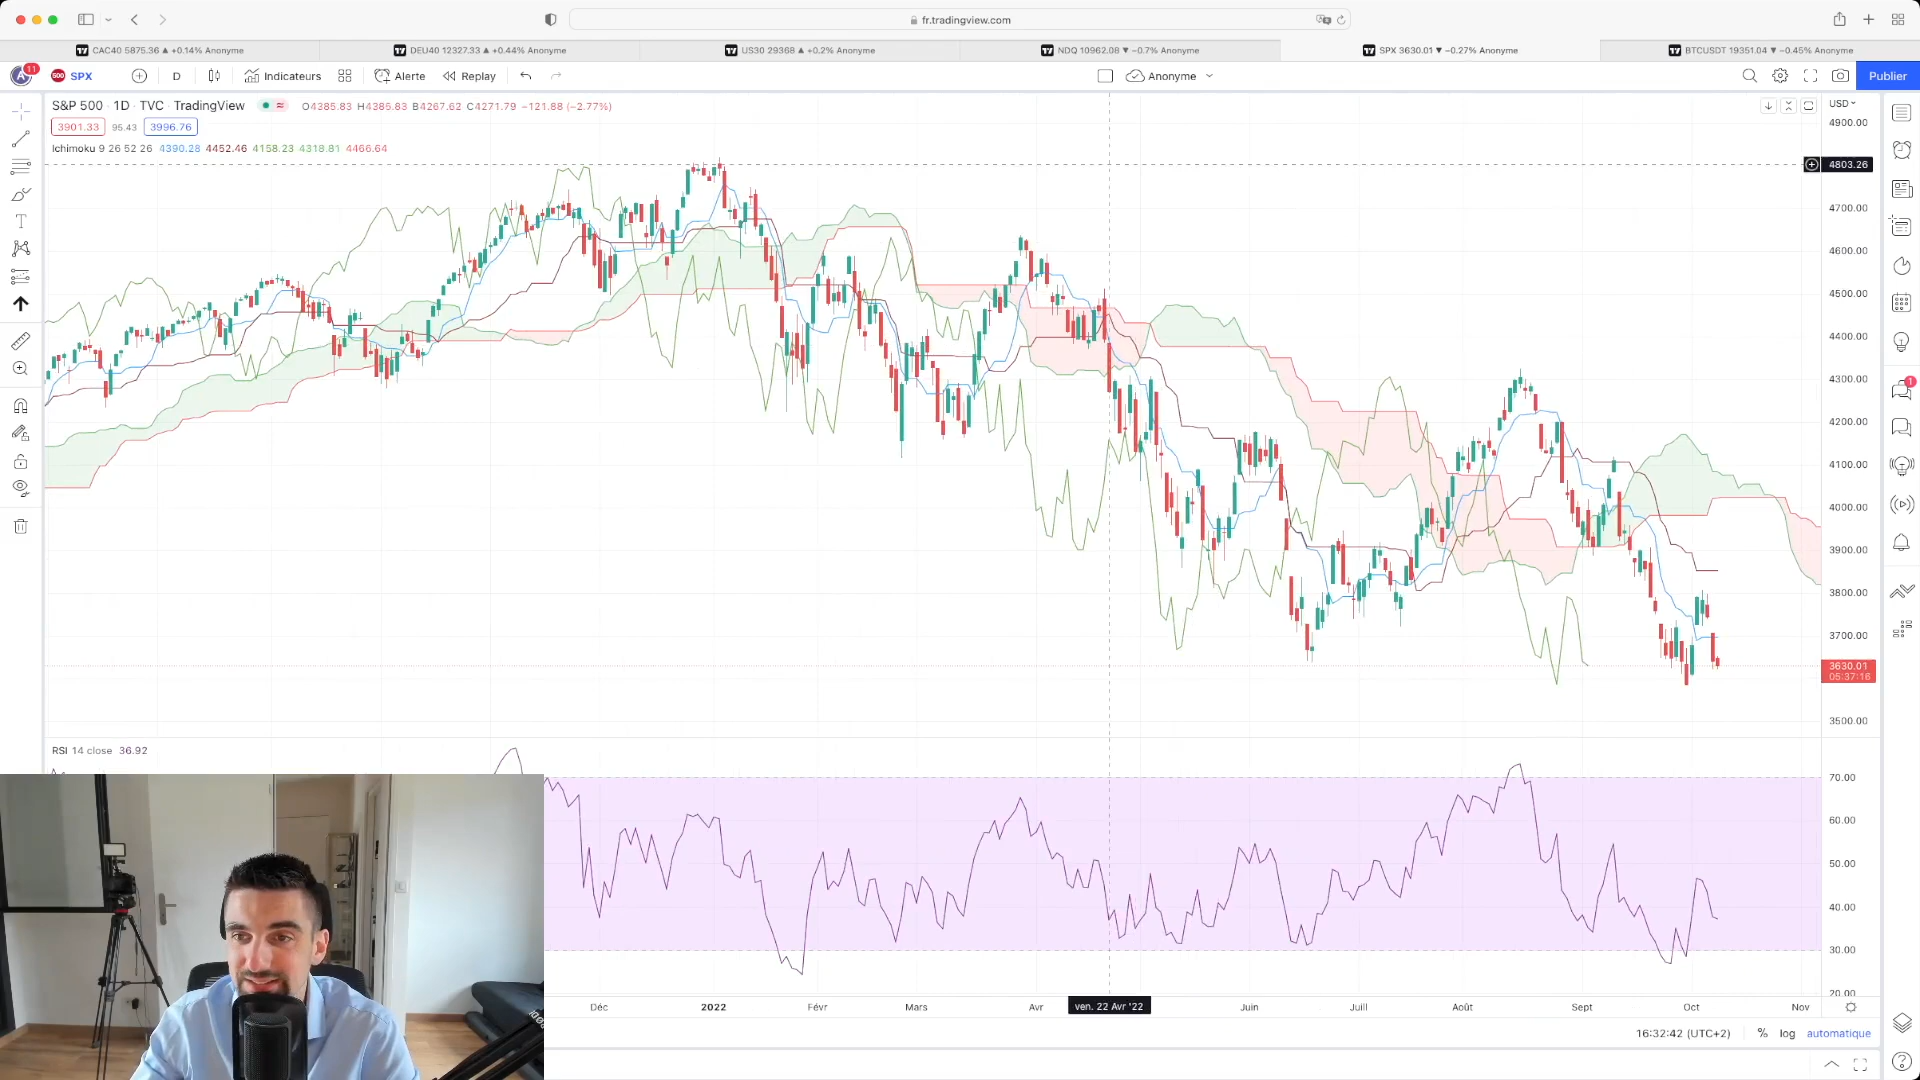 fr.tradingview.com
CAC40 5875.36 ▲ +0.14% Anonyme
DEU40 12327.33 ▲ +0.44% Anonyme
US30 29368 ▲ +0.2% Anonyme
NDQ 10962.08 ▼ −0.7% Anonyme
SPX 3630.01 ▼ −0.27% Anonyme
BTCUSDT 19351.04 ▼ −0.45% Anonyme
A 11 500 SPX D Indicateurs Alerte Replay Anonyme Publier
S&P 500 · 1D · TVC · TradingView O4385.83 H4385.83 B4267.62 C4271.79 −121.88 (−2.77%)
3901.33 95.43 3996.76
Ichimoku 9 26 52 26 4390.28 4452.46 4158.23 4318.81 4466.64
USD
4900.00
4803.26
4700.00
4600.00
4500.00
4400.00
4300.00
4200.00
4100.00
4000.00
3900.00
3800.00
3700.00
3630.01
05:37:16
3500.00
1
RSI 14 close 36.92
70.00
60.00
50.00
40.00
30.00
20.00
Déc 2022 Févr Mars Avr ven. 22 Avr '22 Juin Juill Août Sept Oct Nov
16:32:42 (UTC+2) % log automatique